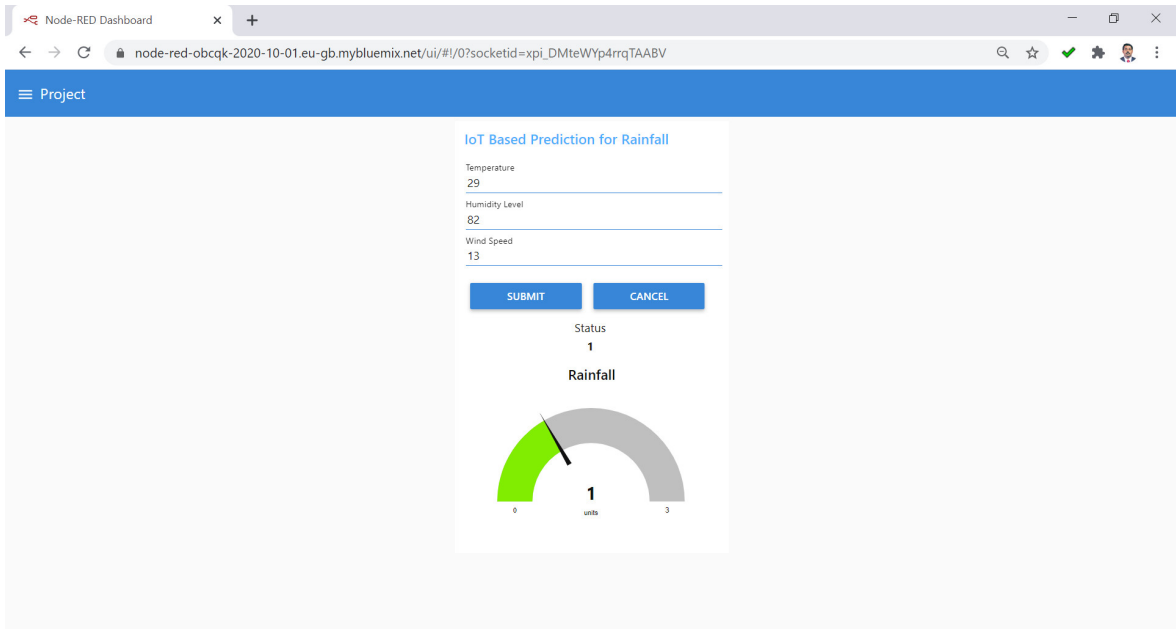 Node-RED Dashboard
node-red-obcqk-2020-10-01.eu-gb.mybluemix.net/ui/#!/0?socketid=xpi_DMteWYp4rrqTAABV
Project
IoT Based Prediction for Rainfall
Temperature
29
Humidity Level
82
Wind Speed
13
SUBMIT CANCEL
Status
1
Rainfall
1
0 units 3